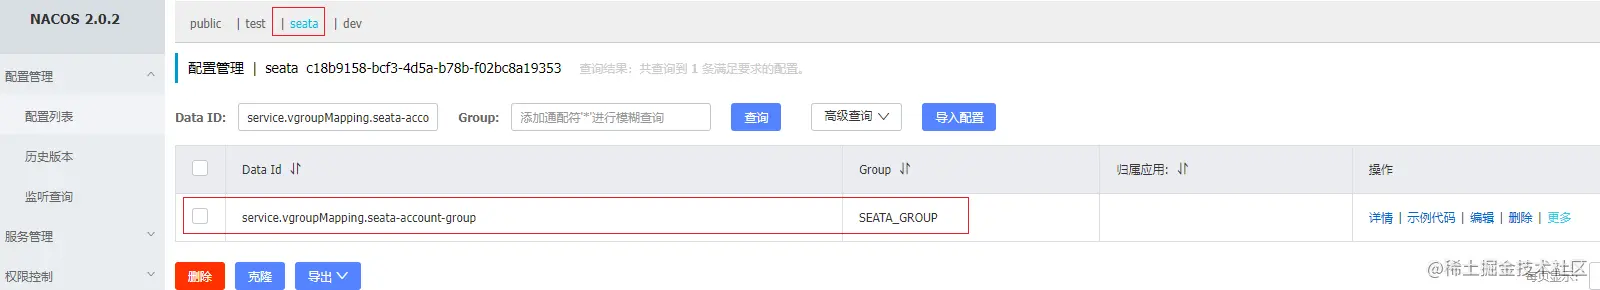 NACOS 2.0.2
public | test | seata | dev
配置管理
配置列表
历史版本
监听查询
服务管理
权限控制
配置管理 | seata c18b9158-bcf3-4d5a-b78b-f02bc8a19353 查询结果：共查询到 1 条满足要求的配置。
Data ID: service.vgroupMapping.seata-acco Group: 添加通配符'*'进行模糊查询 查询 高级查询 导入配置
Data Id Group 归属应用: 操作
service.vgroupMapping.seata-account-group SEATA_GROUP 详情 | 示例代码 | 编辑 | 删除 | 更多
删除 克隆 导出 每页显示:
@稀土掘金技术社区